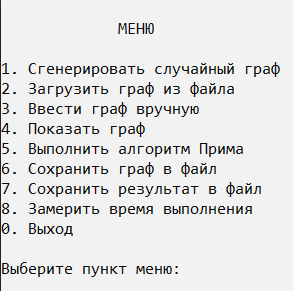 МЕНЮ
1. Сгенерировать случайный граф
2. Загрузить граф из файла
3. Ввести граф вручную
4. Показать граф
5. Выполнить алгоритм Прима
6. Сохранить граф в файл
7. Сохранить результат в файл
8. Замерить время выполнения
0. Выход
Выберите пункт меню: